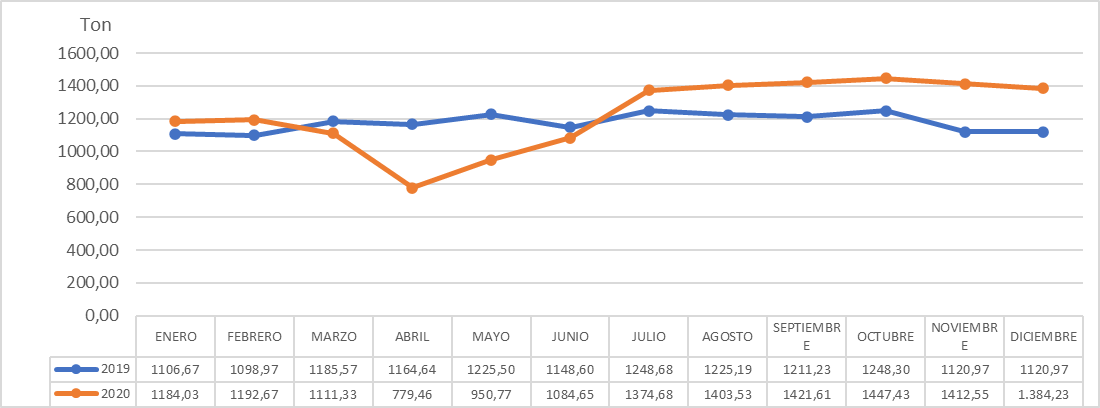 Ton
1600,00
1400,00
1200,00
1000,00
800,00
600,00
400,00
200,00
0,00
ENERO FEBRERO MARZO ABRIL MAYO JUNIO JULIO AGOSTO SEPTIEMBR OCTUBRE NOVIEMBR DICIEMBRE
E E
2019 1106,67 1098,97 1185,57 1164,64 1225,50 1148,60 1248,68 1225,19 1211,23 1248,30 1120,97 1120,97
2020 1184,03 1192,67 1111,33 779,46 950,77 1084,65 1374,68 1403,53 1421,61 1447,43 1412,55 1.384,23